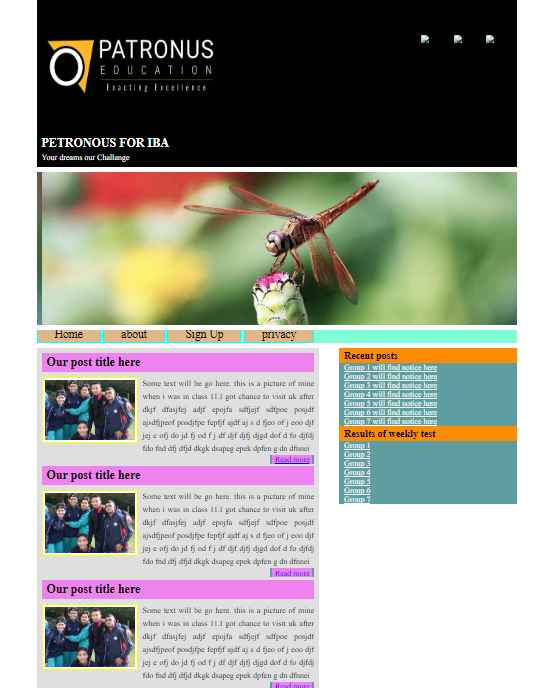 PATRONUS
EDUCATION
Exacting Excellence
PETRONOUS FOR IBA
Your dreams our Challange
Home about Sign Up privacy
Our post title here
Some text will be go here. this is a picture of mine
when i was in class 11.I got chance to visit uk after
dkjf dfasjfej adjf epojfa sdfjejf sdfpoe posjdf
ajsdfjpeof posdjfpe fepfjf adjf aj s d fjeo of j eoo djf
jej e ofj do jd fj od f j df djf djfj djgd dof d fo djfdj
fdo fnd dfj dfjd dkgk dsapeg epek dpfen g dn dfnnei
Read more
Our post title here
Some text will be go here. this is a picture of mine
when i was in class 11.I got chance to visit uk after
dkjf dfasjfej adjf epojfa sdfjejf sdfpoe posjdf
ajsdfjpeof posdjfpe fepfjf adjf aj s d fjeo of j eoo djf
jej e ofj do jd fj od f j df djf djfj djgd dof d fo djfdj
fdo fnd dfj dfjd dkgk dsapeg epek dpfen g dn dfnnei
Read more
Our post title here
Some text will be go here. this is a picture of mine
when i was in class 11.I got chance to visit uk after
dkjf dfasjfej adjf epojfa sdfjejf sdfpoe posjdf
ajsdfjpeof posdjfpe fepfjf adjf aj s d fjeo of j eoo djf
jej e ofj do jd fj od f j df djf djfj djgd dof d fo djfdj
fdo fnd dfj dfjd dkgk dsapeg epek dpfen g dn dfnnei
Read more
Recent posts
Group 1 will find notice here
Group 2 will find notice here
Group 3 will find notice here
Group 4 will find notice here
Group 5 will find notice here
Group 6 will find notice here
Group 7 will find notice here
Results of weekly test
Group 1
Group 2
Group 3
Group 4
Group 5
Group 6
Group 7